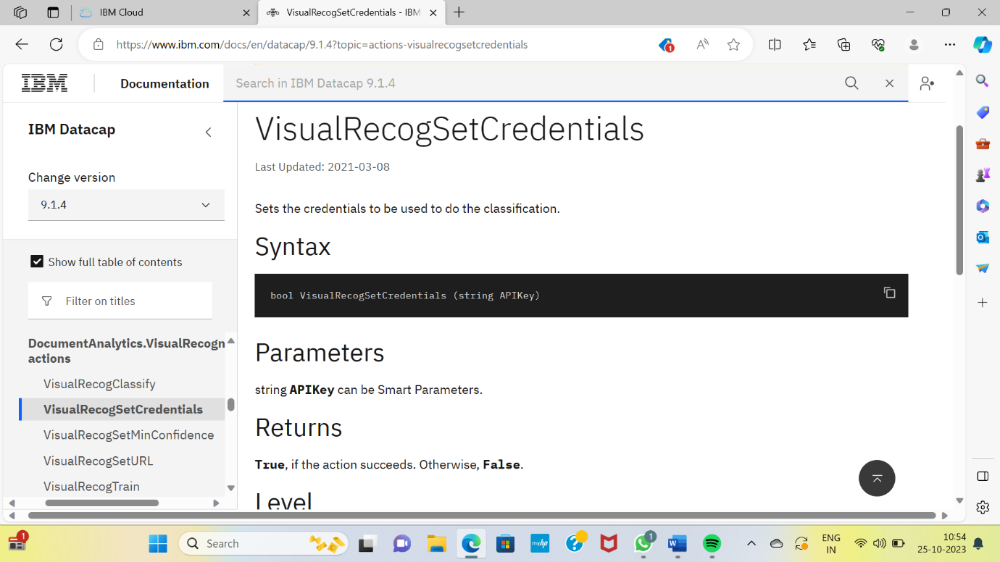 IBM Cloud
VisualRecogSetCredentials - IBM
https://www.ibm.com/docs/en/datacap/9.1.4?topic=actions-visualrecogsetcredentials
1
IBM
Documentation
Search in IBM Datacap 9.1.4
IBM Datacap
Change version
9.1.4
Show full table of contents
Filter on titles
DocumentAnalytics.VisualRecogn
actions
VisualRecogClassify
VisualRecogSetCredentials
VisualRecogSetMinConfidence
VisualRecogSetURL
VisualRecogTrain
VisualRecogSetCredentials
Last Updated: 2021-03-08
Sets the credentials to be used to do the classification.
Syntax
bool VisualRecogSetCredentials (string APIKey)
Parameters
string APIKey can be Smart Parameters.
Returns
True, if the action succeeds. Otherwise, False.
Level
1
Search
myhp
1
ENG
IN
10:54
25-10-2023